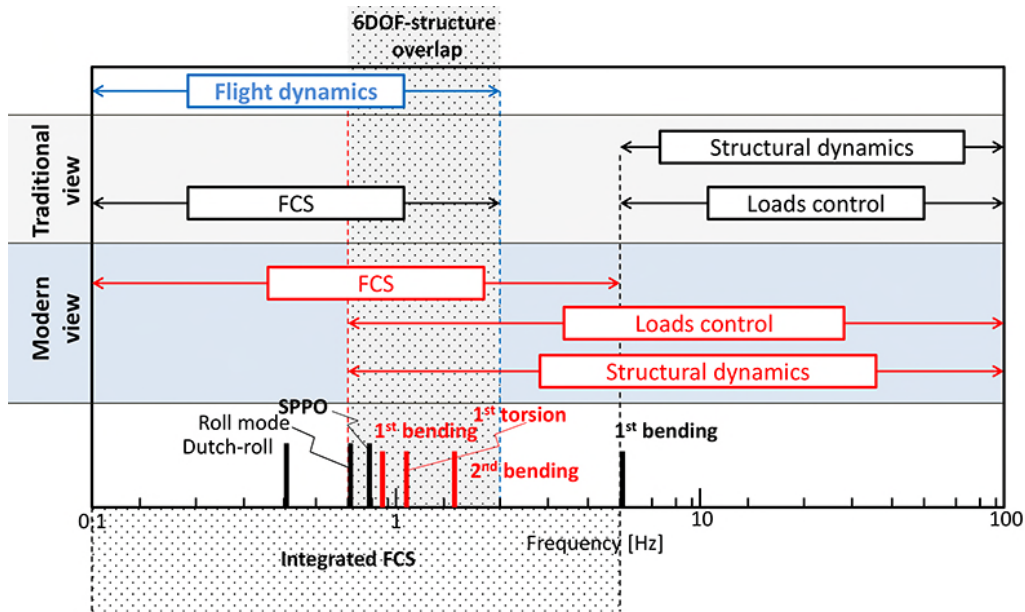 6DOF-structure
overlap
Flight dynamics
Traditional
view
Structural dynamics
FCS
Loads control
Modern
view
FCS
Loads control
Structural dynamics
SPPO
Roll mode
Dutch-roll
1st bending
1st torsion
2nd bending
1st bending
0.1
1
10
100
Frequency [Hz]
Integrated FCS